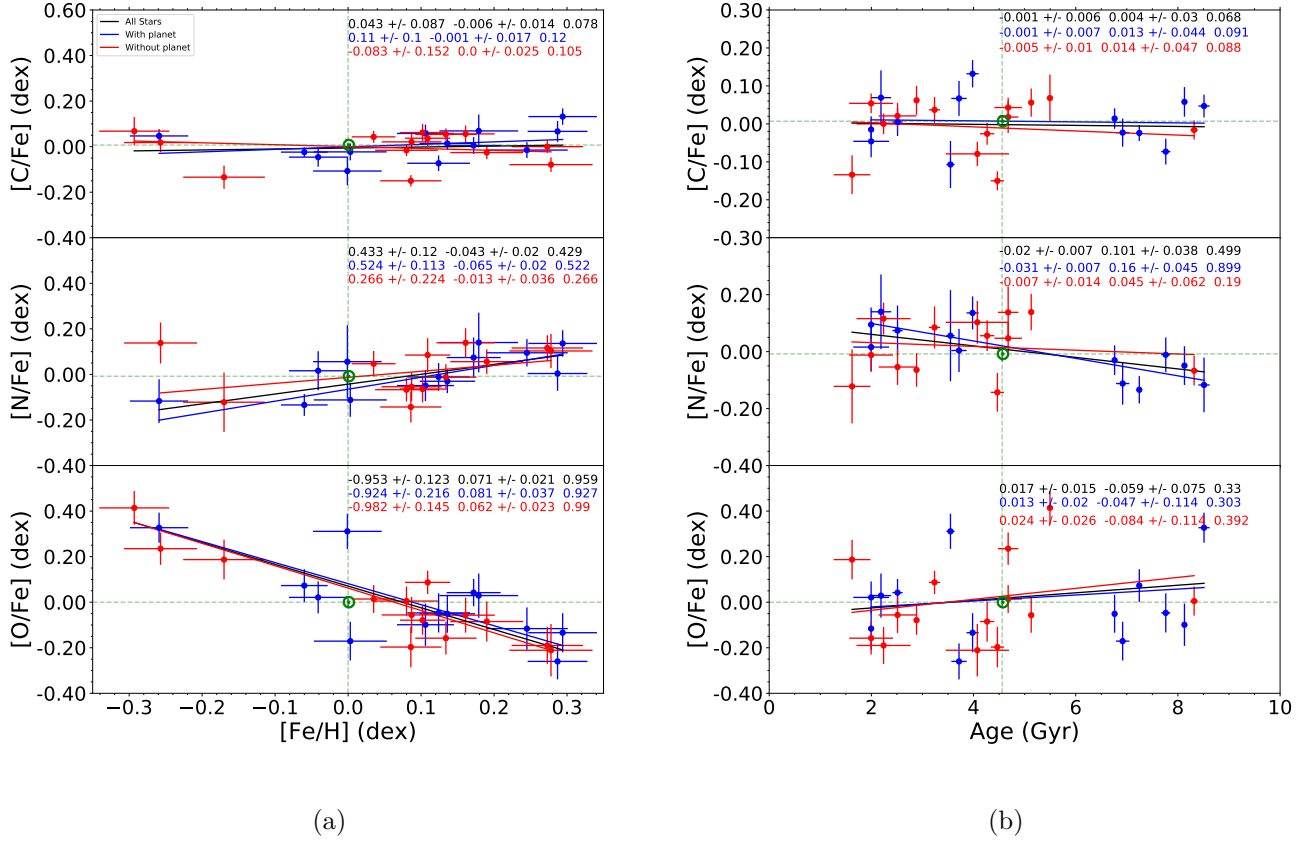 All Stars
With planet
Without planet
0.043 +/- 0.087 -0.006 +/- 0.014 0.078
0.11 +/- 0.1 -0.001 +/- 0.017 0.12
-0.083 +/- 0.152 0.0 +/- 0.025 0.105
0.60
0.40
0.20
0.00
-0.20
-0.40
[C/Fe] (dex)
0.433 +/- 0.12 -0.043 +/- 0.02 0.429
0.524 +/- 0.113 -0.065 +/- 0.02 0.522
0.266 +/- 0.224 -0.013 +/- 0.036 0.266
0.40
0.20
0.00
-0.20
-0.40
[N/Fe] (dex)
-0.953 +/- 0.123 0.071 +/- 0.021 0.959
-0.924 +/- 0.216 0.081 +/- 0.037 0.927
-0.982 +/- 0.145 0.062 +/- 0.023 0.99
0.40
0.20
0.00
-0.20
-0.40
[O/Fe] (dex)
−0.3 −0.2 −0.1 0.0 0.1 0.2 0.3
[Fe/H] (dex)
(a)
-0.001 +/- 0.006 0.004 +/- 0.03 0.068
-0.001 +/- 0.007 0.013 +/- 0.044 0.091
-0.005 +/- 0.01 0.014 +/- 0.047 0.088
0.30
0.20
0.10
0.00
-0.10
-0.20
-0.30
[C/Fe] (dex)
-0.02 +/- 0.007 0.101 +/- 0.038 0.499
-0.031 +/- 0.007 0.16 +/- 0.045 0.899
-0.007 +/- 0.014 0.045 +/- 0.062 0.19
0.20
0.00
-0.20
-0.40
[N/Fe] (dex)
0.017 +/- 0.015 -0.059 +/- 0.075 0.33
0.013 +/- 0.02 -0.047 +/- 0.114 0.303
0.024 +/- 0.026 -0.084 +/- 0.114 0.392
0.40
0.20
0.00
-0.20
-0.40
[O/Fe] (dex)
0 2 4 6 8 10
Age (Gyr)
(b)